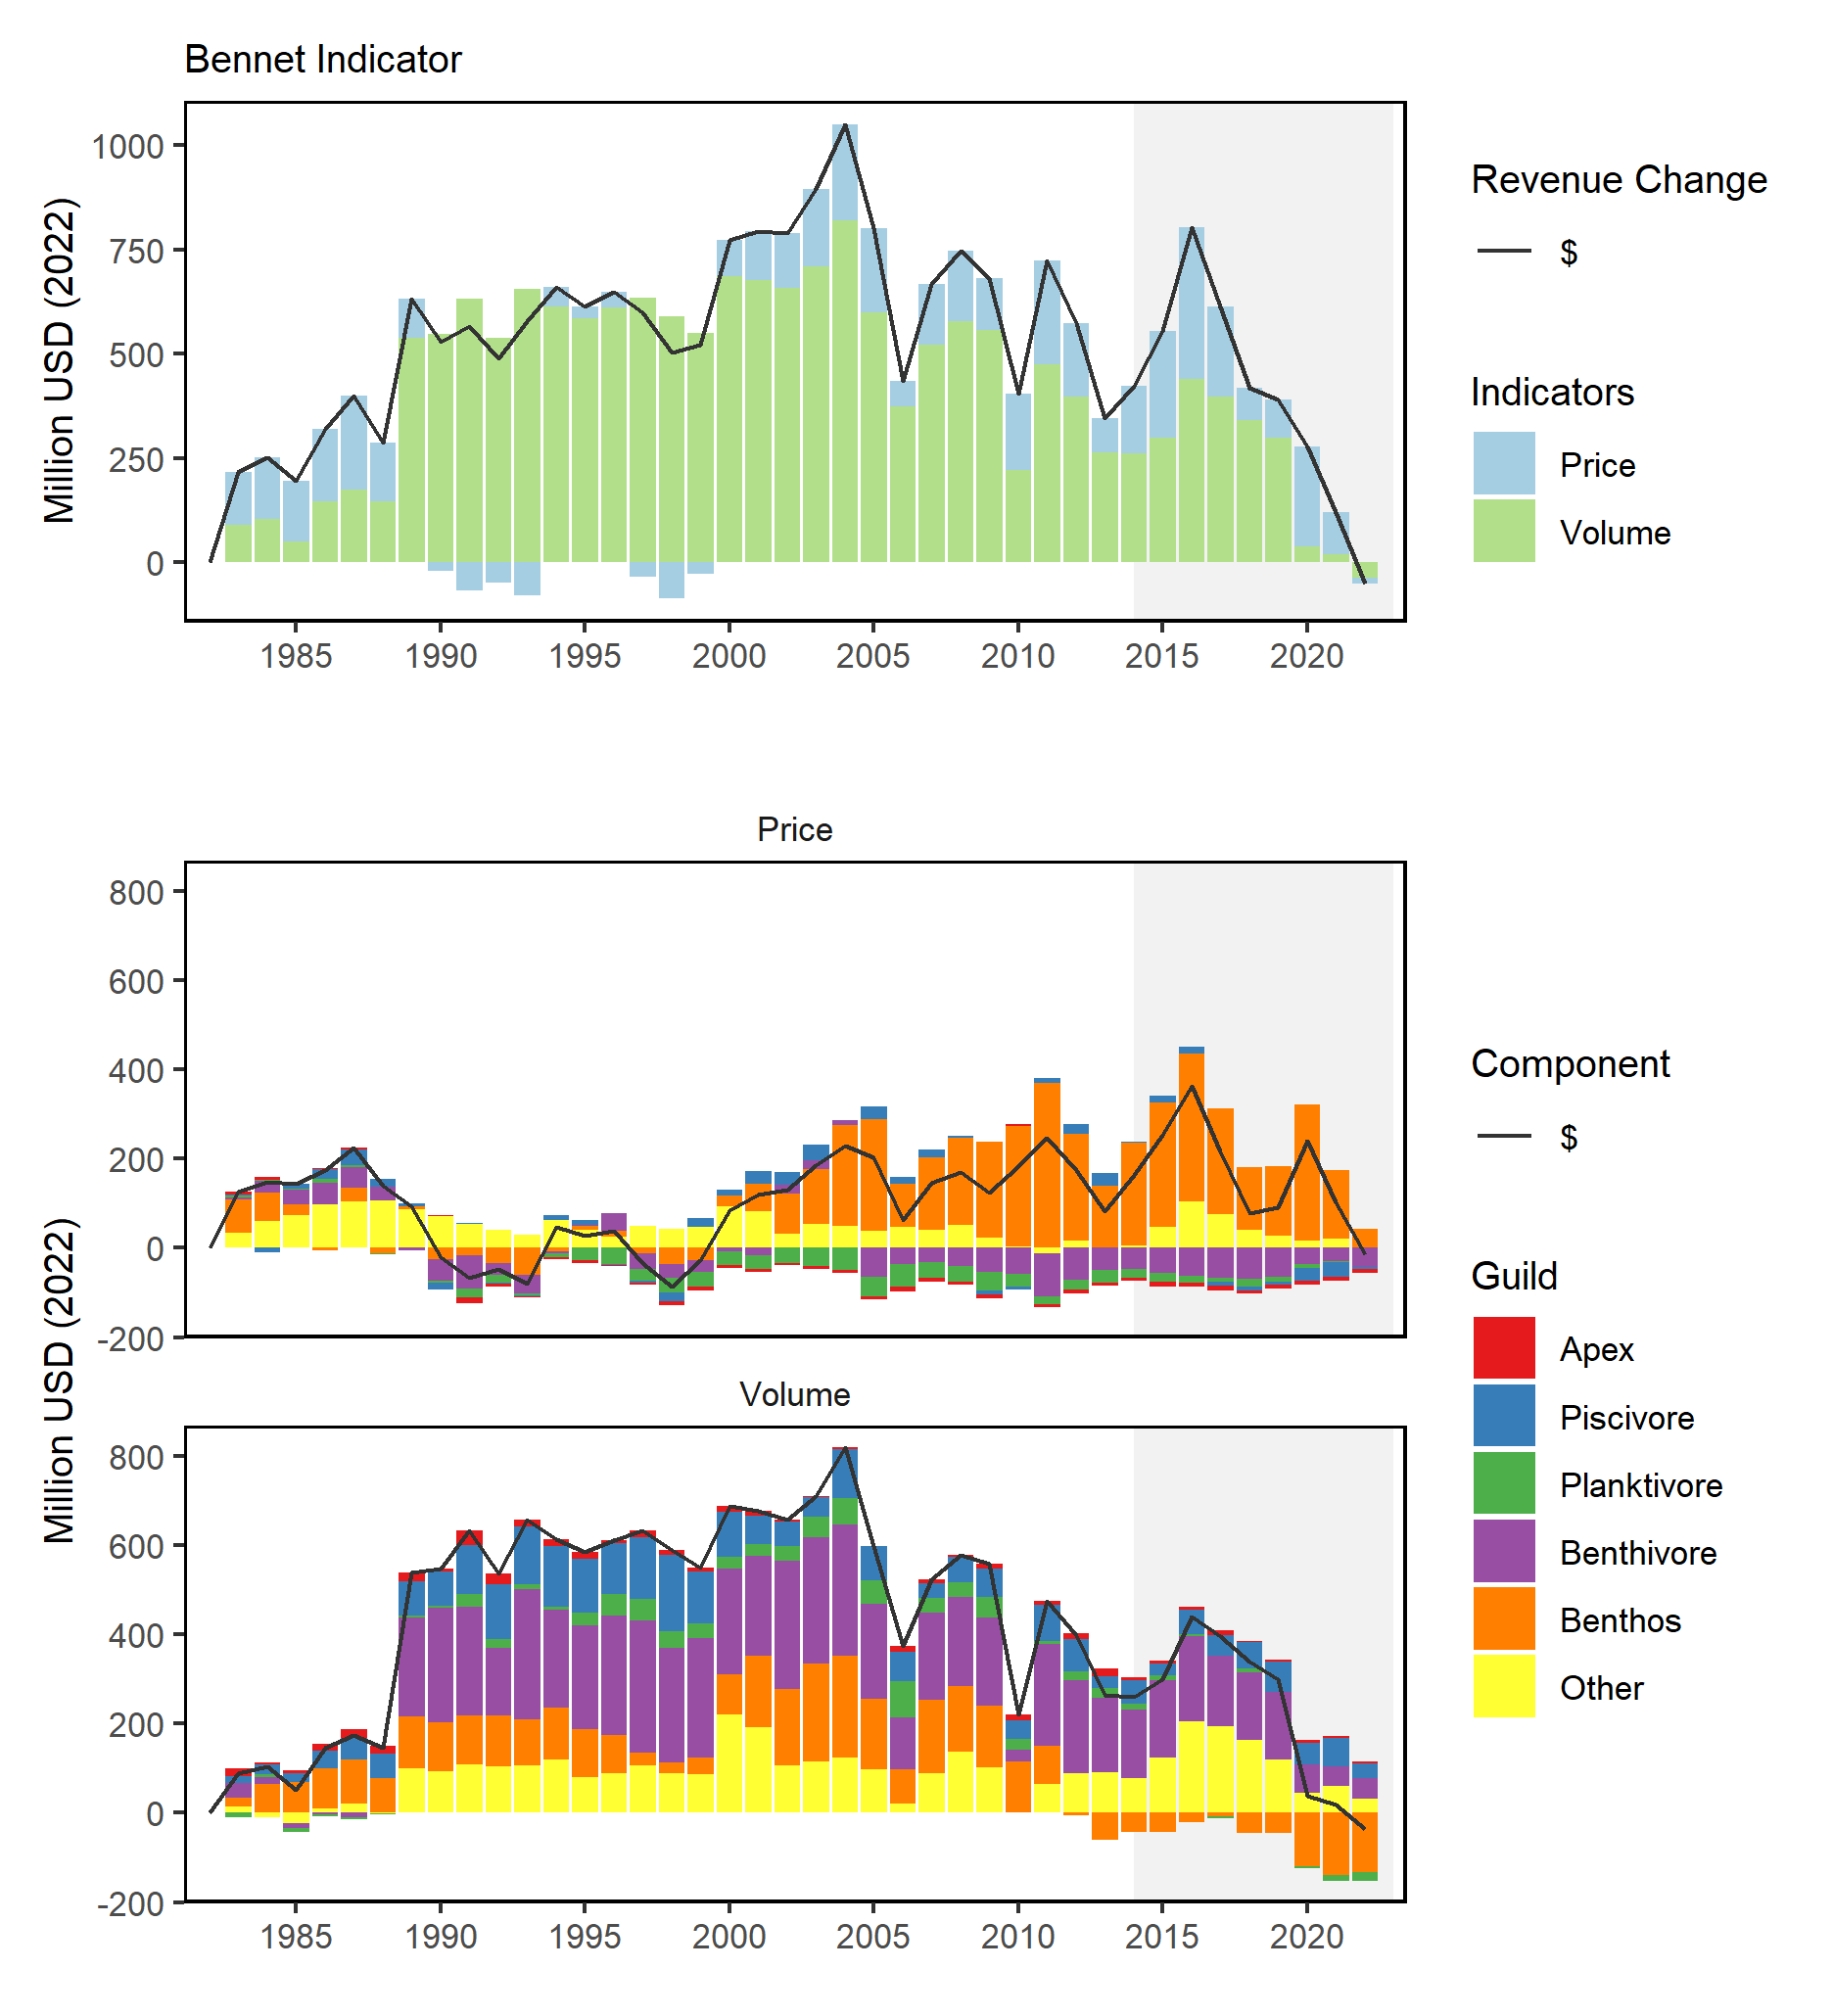 Bennet Indicator
Million USD (2022)
1000
750
500
250
0
1985 1990 1995 2000 2005 2010 2015 2020
Revenue Change
$
Indicators
Price
Volume
Price
Million USD (2022)
800
600
400
200
0
-200
Volume
800
600
400
200
0
-200
1985 1990 1995 2000 2005 2010 2015 2020
Component
$
Guild
Apex
Piscivore
Planktivore
Benthivore
Benthos
Other